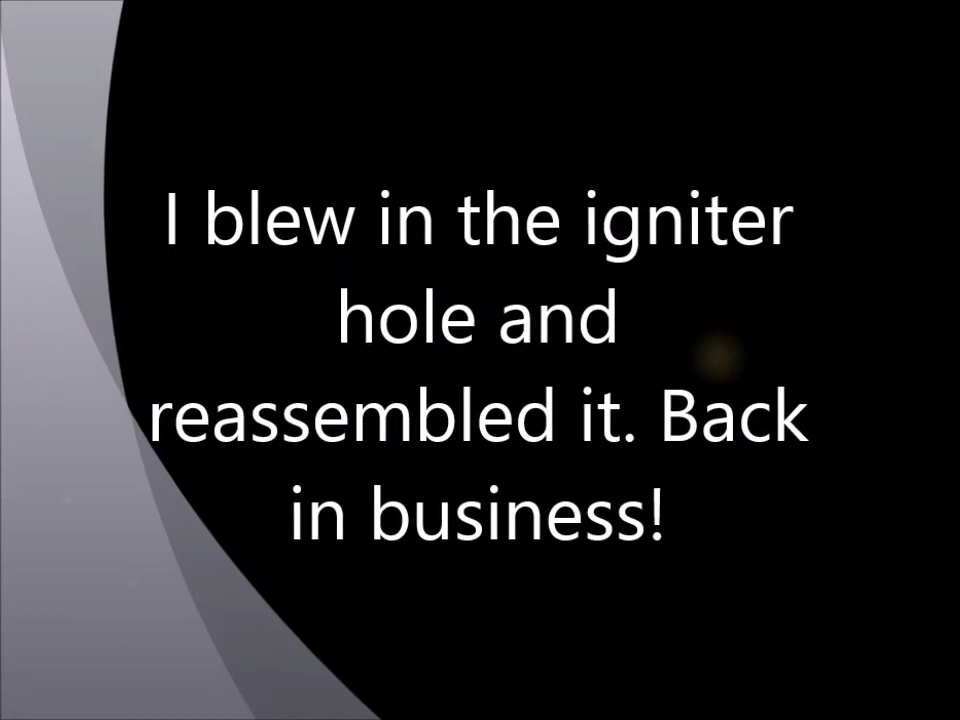 I blew in the igniter
hole and
reassembled it. Back
in business!